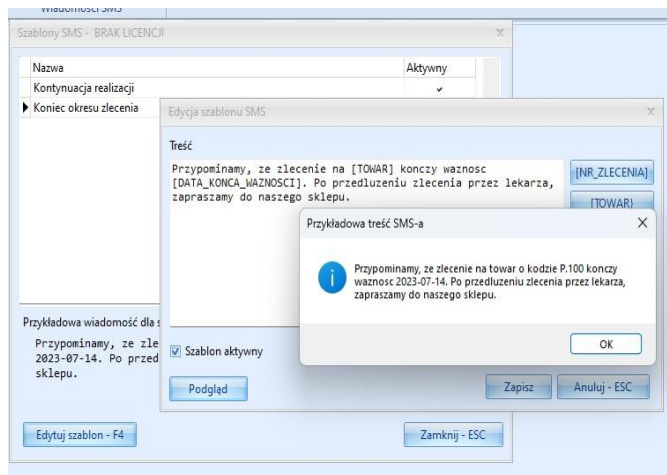 Wiadomości SMS
Szablony SMS - BRAK LICENCJI
Nazwa
Aktywny
Kontynuacja realizacji
Koniec okresu zlecenia
Edycja szablonu SMS
Treść
Przypominamy, ze zlecenie na [TOWAR] konczy waznosc
[DATA_KONCA_WAZNOSCI]. Po przedluzeniu zlecenia przez lekarza,
zapraszamy do naszego sklepu.
[NR_ZLECENIA]
[TOWAR]
Przykładowa treść SMS-a
Przypominamy, ze zlecenie na towar o kodzie P.100 konczy
waznosc 2023-07-14. Po przedluzeniu zlecenia przez lekarza,
zapraszamy do naszego sklepu.
OK
Przykładowa wiadomość dla
Przypominamy, ze zle
2023-07-14. Po przed
sklepu.
Szablon aktywny
Podgląd
Zapisz
Anuluj - ESC
Edytuj szablon - F4
Zamknij - ESC